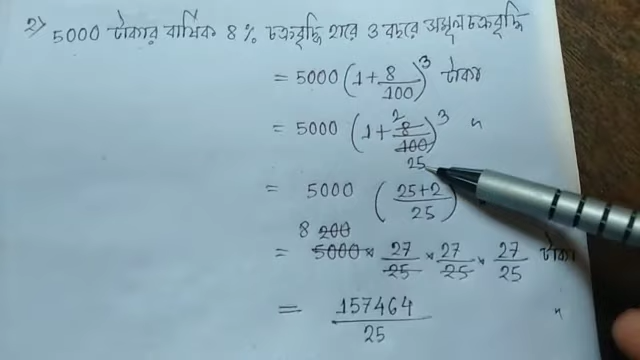 2) 5000 টাকার বার্ষিক 8% চক্রবৃদ্ধি হারে 3 বছরে সমূল চক্রবৃদ্ধি
= 5000 (1+8/100)^3 টাকা
= 5000 (1+8/100)^3 "
2
25
= 5000 (25+2/25)
8 200
= 5000 × 27/25 × 27/25 × 27/25 টাকা
= 157464/25 "